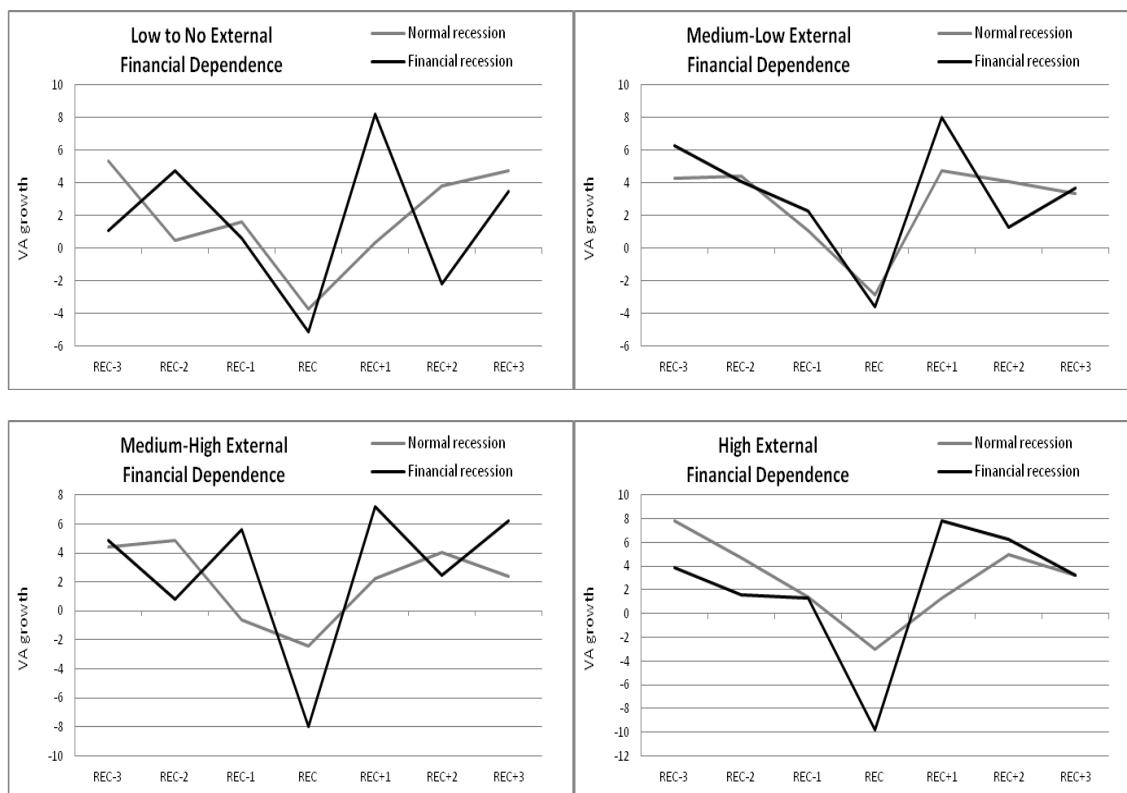 Low to No External
Financial Dependence
Normal recession
Financial recession
VA growth
10
8
6
4
2
0
-2
-4
-6
REC-3 REC-2 REC-1 REC REC+1 REC+2 REC+3
Medium-Low External
Financial Dependence
Normal recession
Financial recession
VA growth
10
8
6
4
2
0
-2
-4
-6
REC-3 REC-2 REC-1 REC REC+1 REC+2 REC+3
Medium-High External
Financial Dependence
Normal recession
Financial recession
VA growth
8
6
4
2
0
-2
-4
-6
-8
-10
REC-3 REC-2 REC-1 REC REC+1 REC+2 REC+3
High External
Financial Dependence
Normal recession
Financial recession
VA growth
10
8
6
4
2
0
-2
-4
-6
-8
-10
-12
REC-3 REC-2 REC-1 REC REC+1 REC+2 REC+3